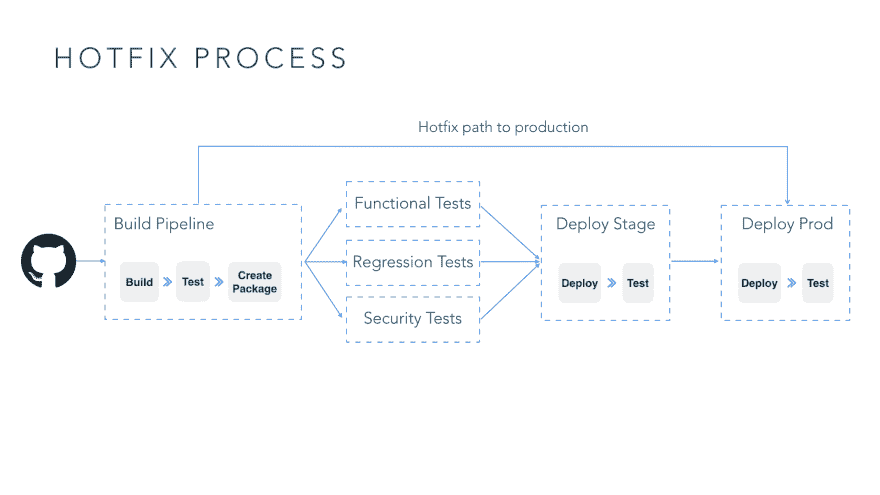 HOTFIX PROCESS
Hotfix path to production
Build Pipeline
Build
Test
Create
Package
Functional Tests
Regression Tests
Security Tests
Deploy Stage
Deploy
Test
Deploy Prod
Deploy
Test